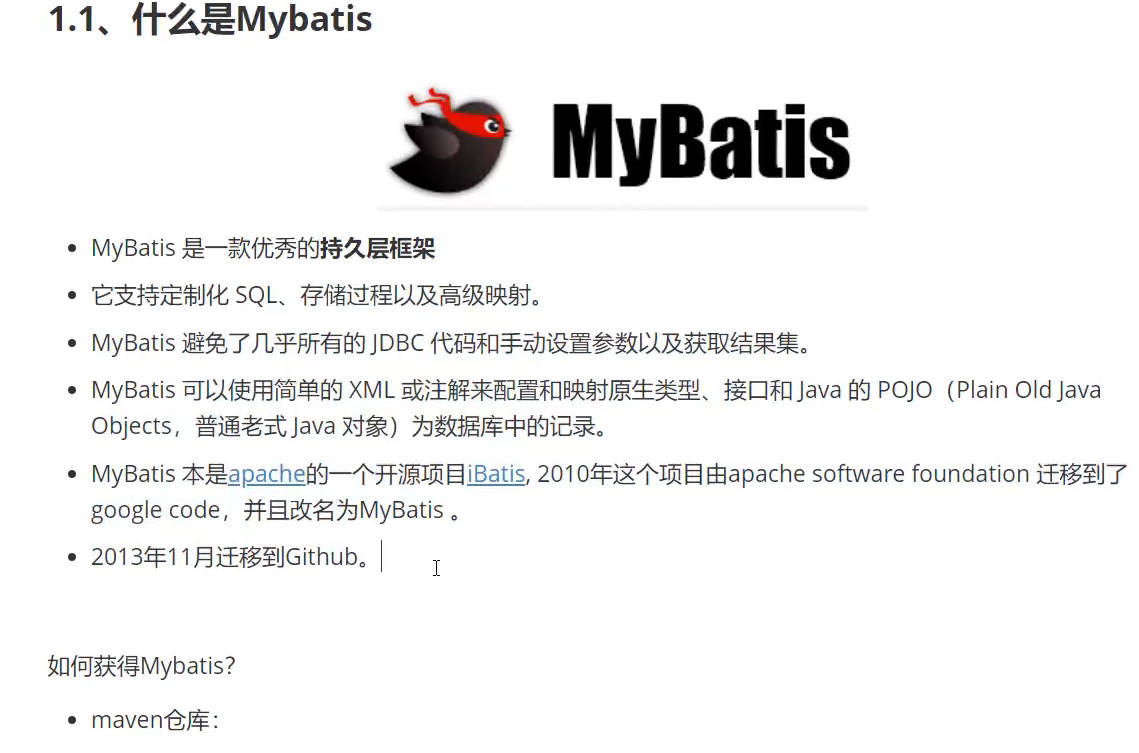 1.1、什么是Mybatis
MyBatis
MyBatis 是一款优秀的持久层框架
它支持定制化 SQL、存储过程以及高级映射。
MyBatis 避免了几乎所有的 JDBC 代码和手动设置参数以及获取结果集。
MyBatis 可以使用简单的 XML 或注解来配置和映射原生类型、接口和 Java 的 POJO（Plain Old Java
Objects，普通老式 Java 对象）为数据库中的记录。
MyBatis 本是apache的一个开源项目iBatis, 2010年这个项目由apache software foundation 迁移到了
google code，并且改名为MyBatis 。
2013年11月迁移到Github。
如何获得Mybatis？
maven仓库：